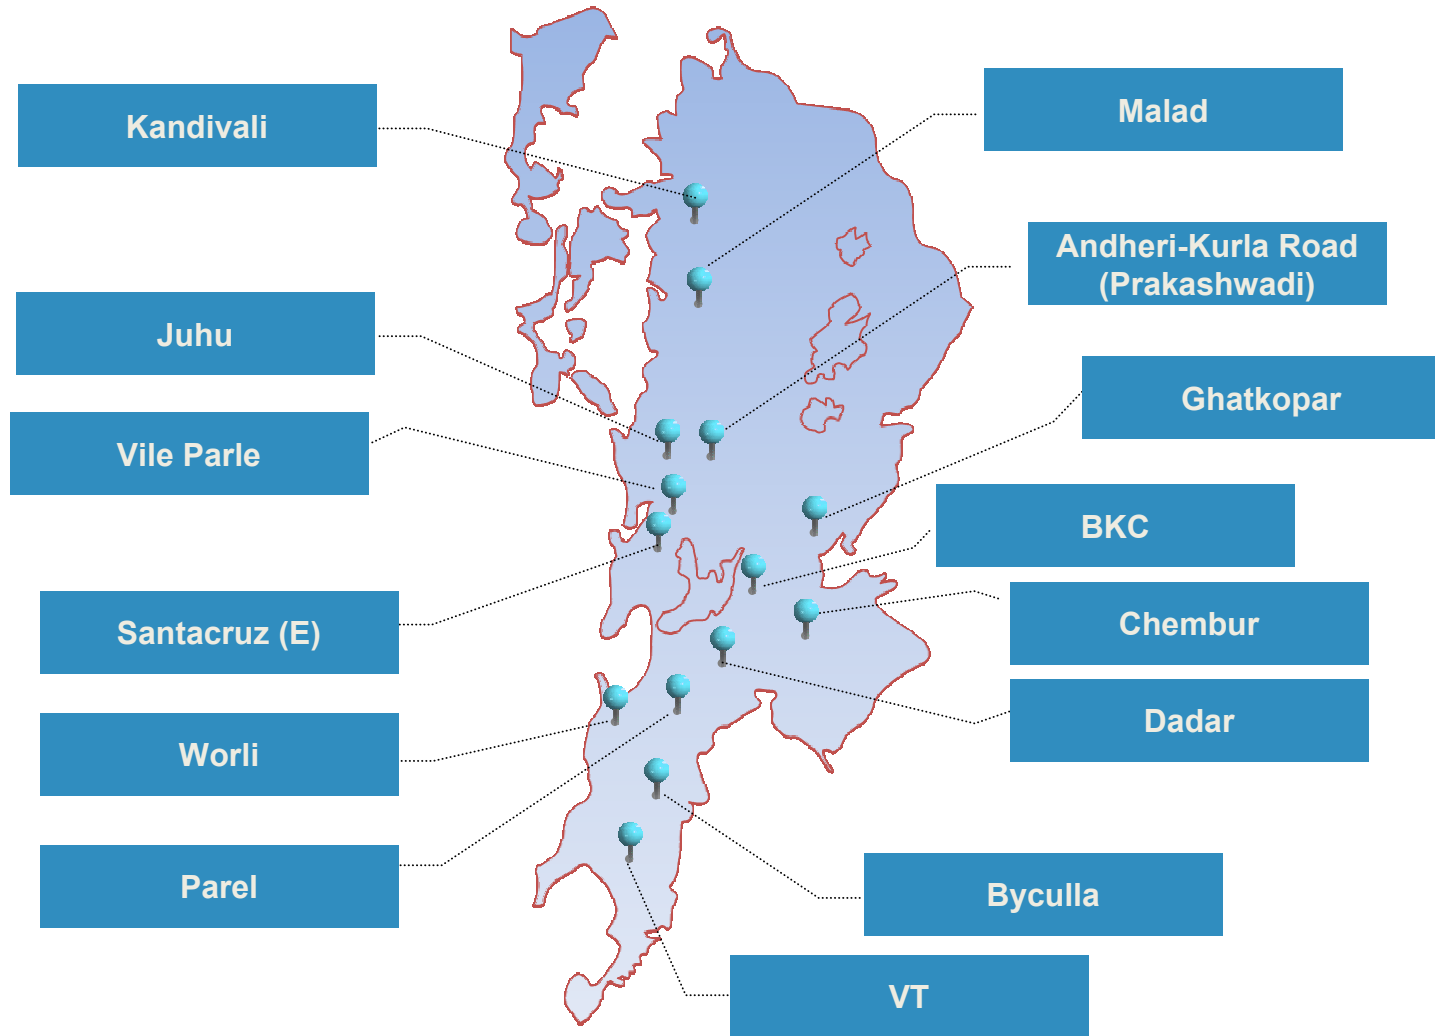 Kandivali
Malad
Andheri-Kurla Road
(Prakashwadi)
Juhu
Ghatkopar
Vile Parle
BKC
Santacruz (E)
Chembur
Dadar
Worli
Parel
Byculla
VT